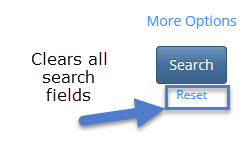 More Options
Clears all
search
fields
Search
Reset